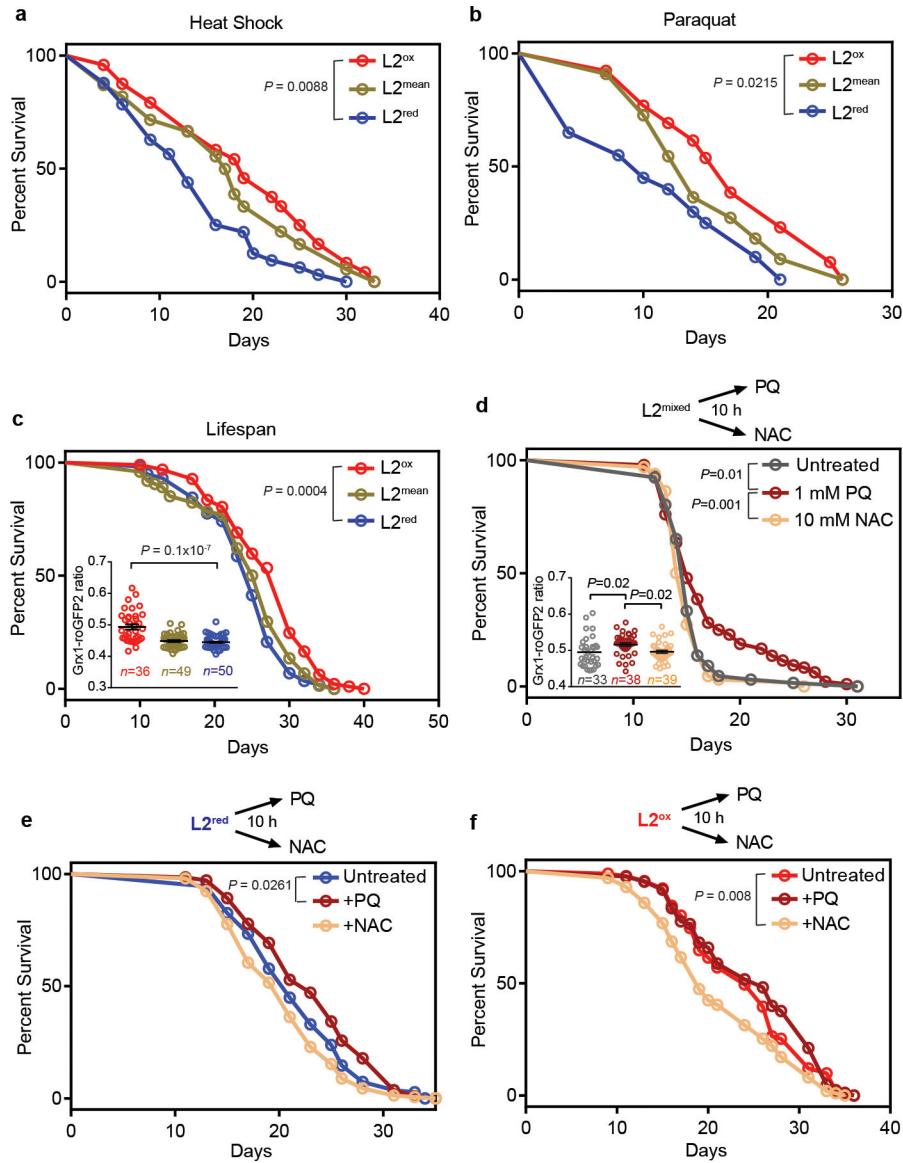 a
Heat Shock
Percent Survival
100
50
0
0 10 20 30 40
Days
P = 0.0088
L2ox
L2mean
L2red
b
Paraquat
Percent Survival
100
50
0
0 10 20 30
Days
P = 0.0215
L2ox
L2mean
L2red
c
Lifespan
Percent Survival
100
50
0
0 10 20 30 40 50
Days
P = 0.0004
L2ox
L2mean
L2red
P = 0.1x10-7
Grx1-roGFP2 ratio
0.7
0.6
0.5
0.4
0.3
n=36 n=49 n=50
d
PQ
L2mixed 10 h
NAC
Percent Survival
100
50
0
0 10 20 30
Days
P=0.01
P=0.001
Untreated
1 mM PQ
10 mM NAC
P=0.02
P=0.02
Grx1-roGFP2 ratio
0.7
0.6
0.5
0.4
n=33 n=38 n=39
e
PQ
L2red 10 h
NAC
Percent Survival
100
50
0
0 10 20 30
Days
P = 0.0261
Untreated
+PQ
+NAC
f
PQ
L2ox 10 h
NAC
Percent Survival
100
50
0
0 10 20 30 40
Days
P = 0.008
Untreated
+PQ
+NAC